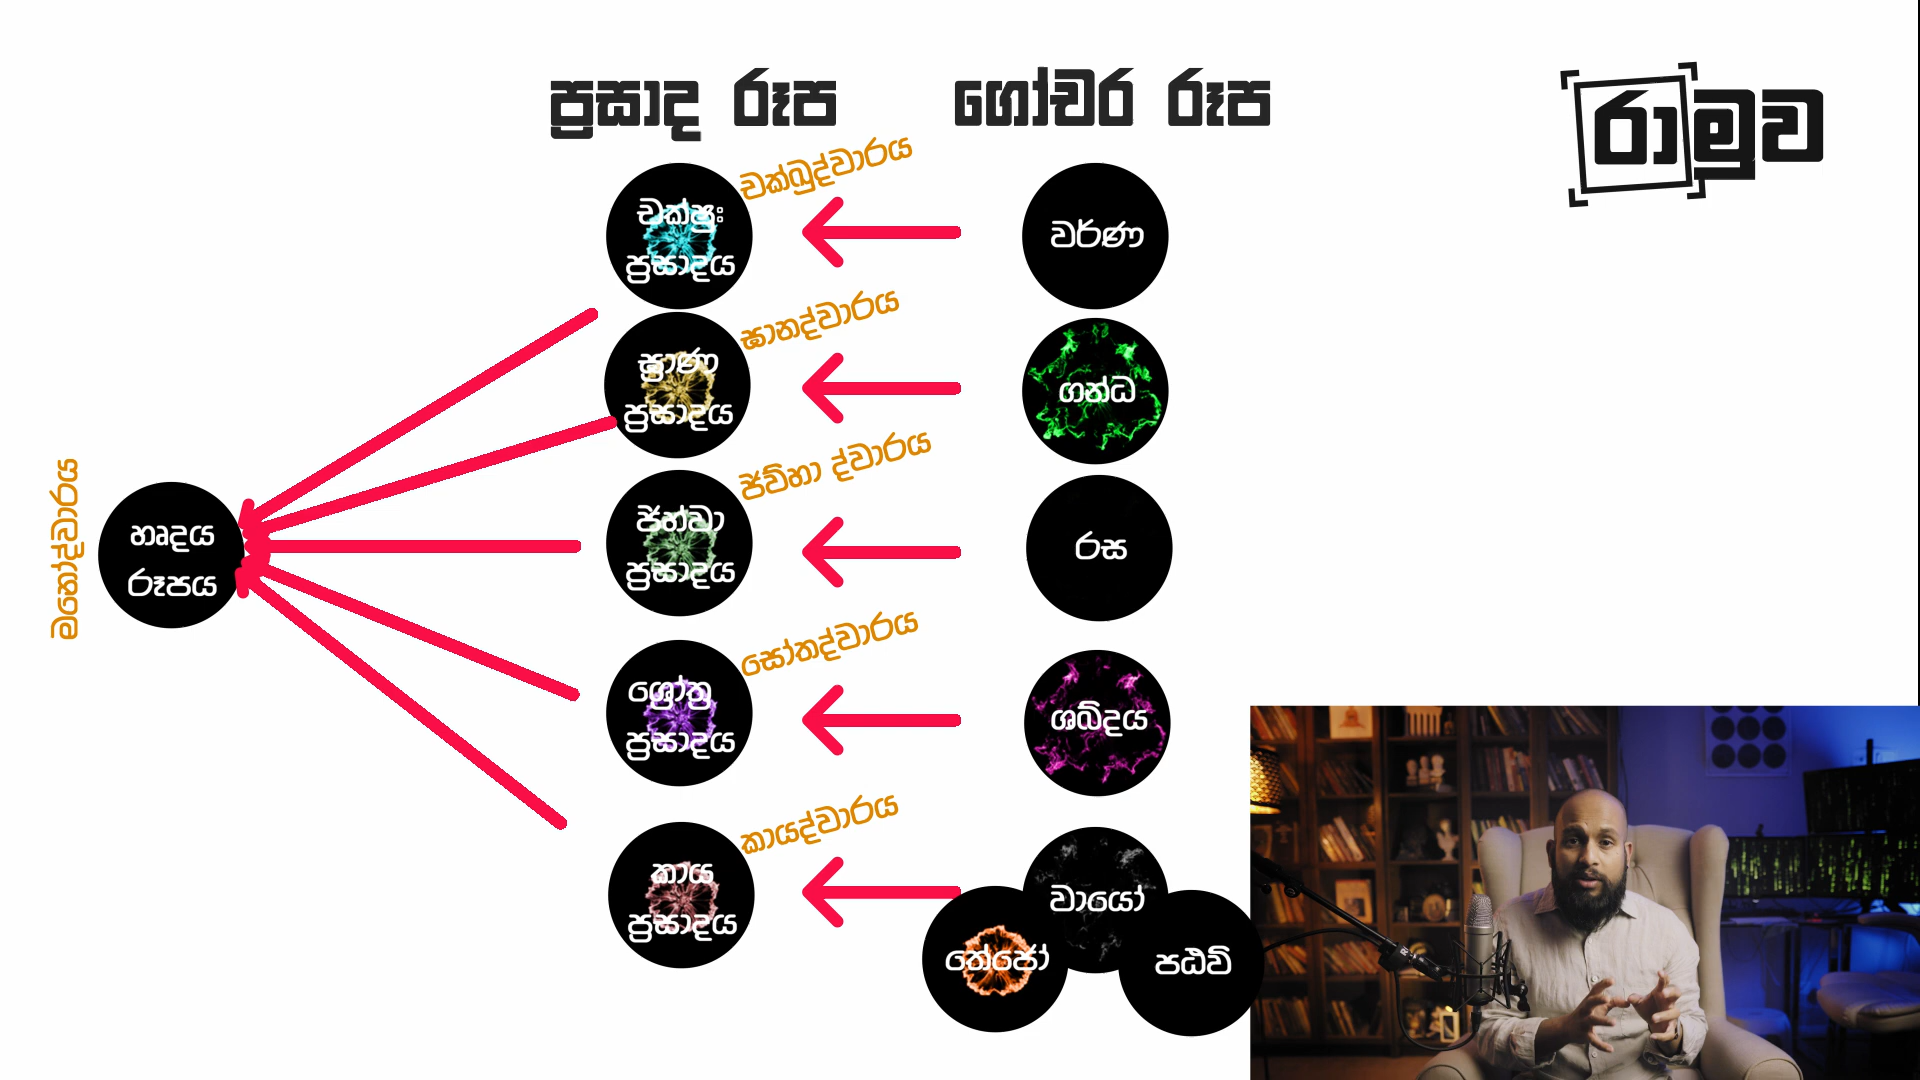 ප්‍රසාද රූප ගෝචර රූප
රාමුව
චක්ඛුද්වාරය
චක්ෂුඃ
ප්‍රසාදය
වර්ණ
ඝානද්වාරය
ඝ්‍රාණ
ප්‍රසාදය
ගන්ධ
ජිව්හා ද්වාරය
ජිහ්වා
ප්‍රසාදය
රස
මනෝද්වාරය
හෘදය
රූපය
සෝතද්වාරය
ශ්‍රෝත්‍ර
ප්‍රසාදය
ශබ්දය
කායද්වාරය
කාය
ප්‍රසාදය
වායෝ
තේජෝ
පඨවි